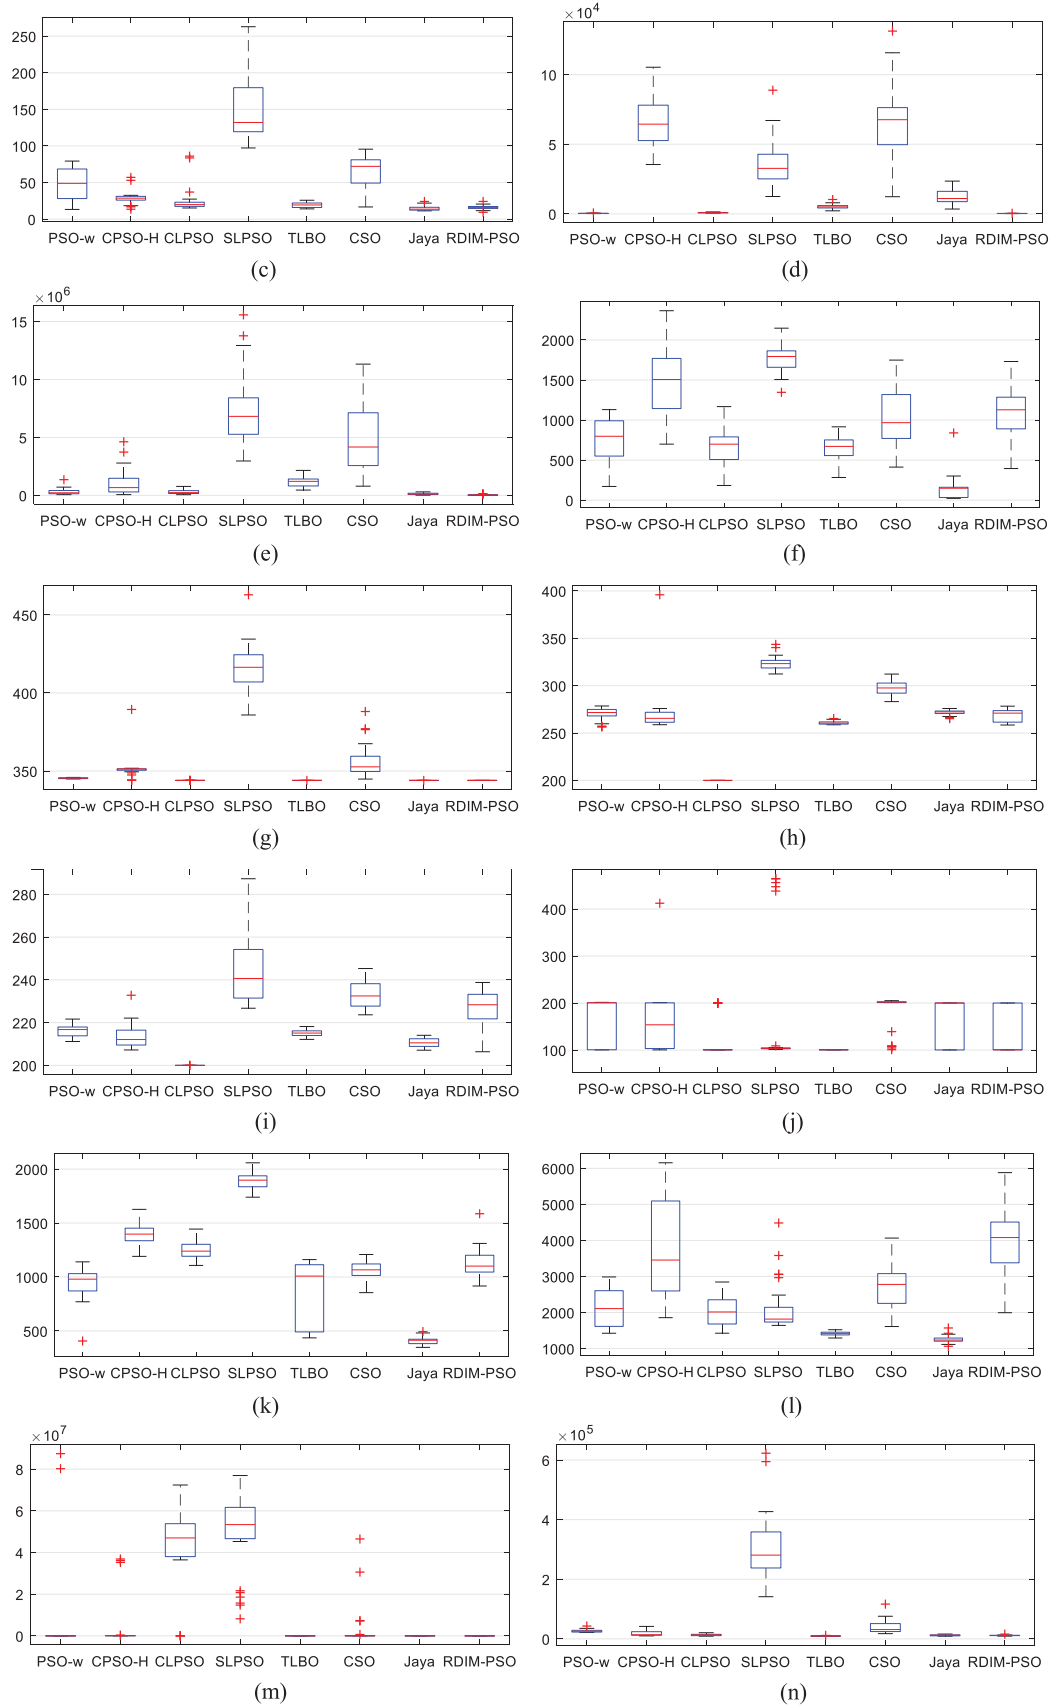 250
200
150
100
50
0
PSO-w CPSO-H CLPSO SLPSO TLBO CSO Jaya RDIM-PSO
(c)
×10^4
10
5
0
PSO-w CPSO-H CLPSO SLPSO TLBO CSO Jaya RDIM-PSO
(d)
×10^6
15
10
5
0
PSO-w CPSO-H CLPSO SLPSO TLBO CSO Jaya RDIM-PSO
(e)
2000
1500
1000
500
0
PSO-w CPSO-H CLPSO SLPSO TLBO CSO Jaya RDIM-PSO
(f)
450
400
350
PSO-w CPSO-H CLPSO SLPSO TLBO CSO Jaya RDIM-PSO
(g)
400
350
300
250
200
PSO-w CPSO-H CLPSO SLPSO TLBO CSO Jaya RDIM-PSO
(h)
280
260
240
220
200
PSO-w CPSO-H CLPSO SLPSO TLBO CSO Jaya RDIM-PSO
(i)
400
300
200
100
PSO-w CPSO-H CLPSO SLPSO TLBO CSO Jaya RDIM-PSO
(j)
2000
1500
1000
500
PSO-w CPSO-H CLPSO SLPSO TLBO CSO Jaya RDIM-PSO
(k)
6000
5000
4000
3000
2000
1000
PSO-w CPSO-H CLPSO SLPSO TLBO CSO Jaya RDIM-PSO
(l)
×10^7
8
6
4
2
0
PSO-w CPSO-H CLPSO SLPSO TLBO CSO Jaya RDIM-PSO
(m)
×10^5
6
4
2
0
PSO-w CPSO-H CLPSO SLPSO TLBO CSO Jaya RDIM-PSO
(n)